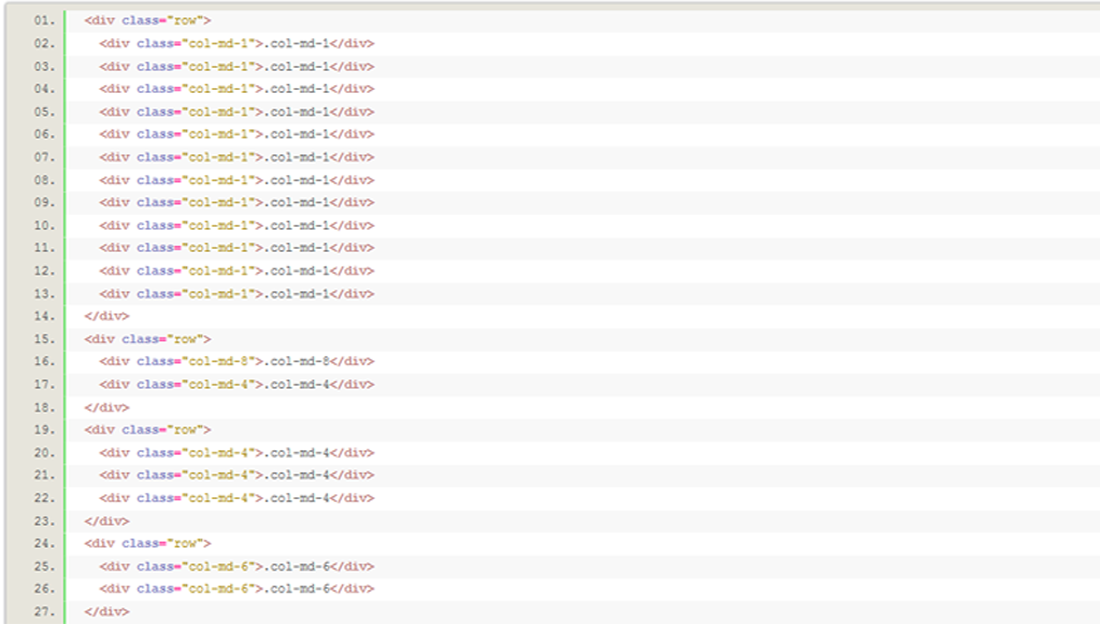 01. <div class="row">
02. <div class="col-md-1">.col-md-1</div>
03. <div class="col-md-1">.col-md-1</div>
04. <div class="col-md-1">.col-md-1</div>
05. <div class="col-md-1">.col-md-1</div>
06. <div class="col-md-1">.col-md-1</div>
07. <div class="col-md-1">.col-md-1</div>
08. <div class="col-md-1">.col-md-1</div>
09. <div class="col-md-1">.col-md-1</div>
10. <div class="col-md-1">.col-md-1</div>
11. <div class="col-md-1">.col-md-1</div>
12. <div class="col-md-1">.col-md-1</div>
13. <div class="col-md-1">.col-md-1</div>
14. </div>
15. <div class="row">
16. <div class="col-md-8">.col-md-8</div>
17. <div class="col-md-4">.col-md-4</div>
18. </div>
19. <div class="row">
20. <div class="col-md-4">.col-md-4</div>
21. <div class="col-md-4">.col-md-4</div>
22. <div class="col-md-4">.col-md-4</div>
23. </div>
24. <div class="row">
25. <div class="col-md-6">.col-md-6</div>
26. <div class="col-md-6">.col-md-6</div>
27. </div>